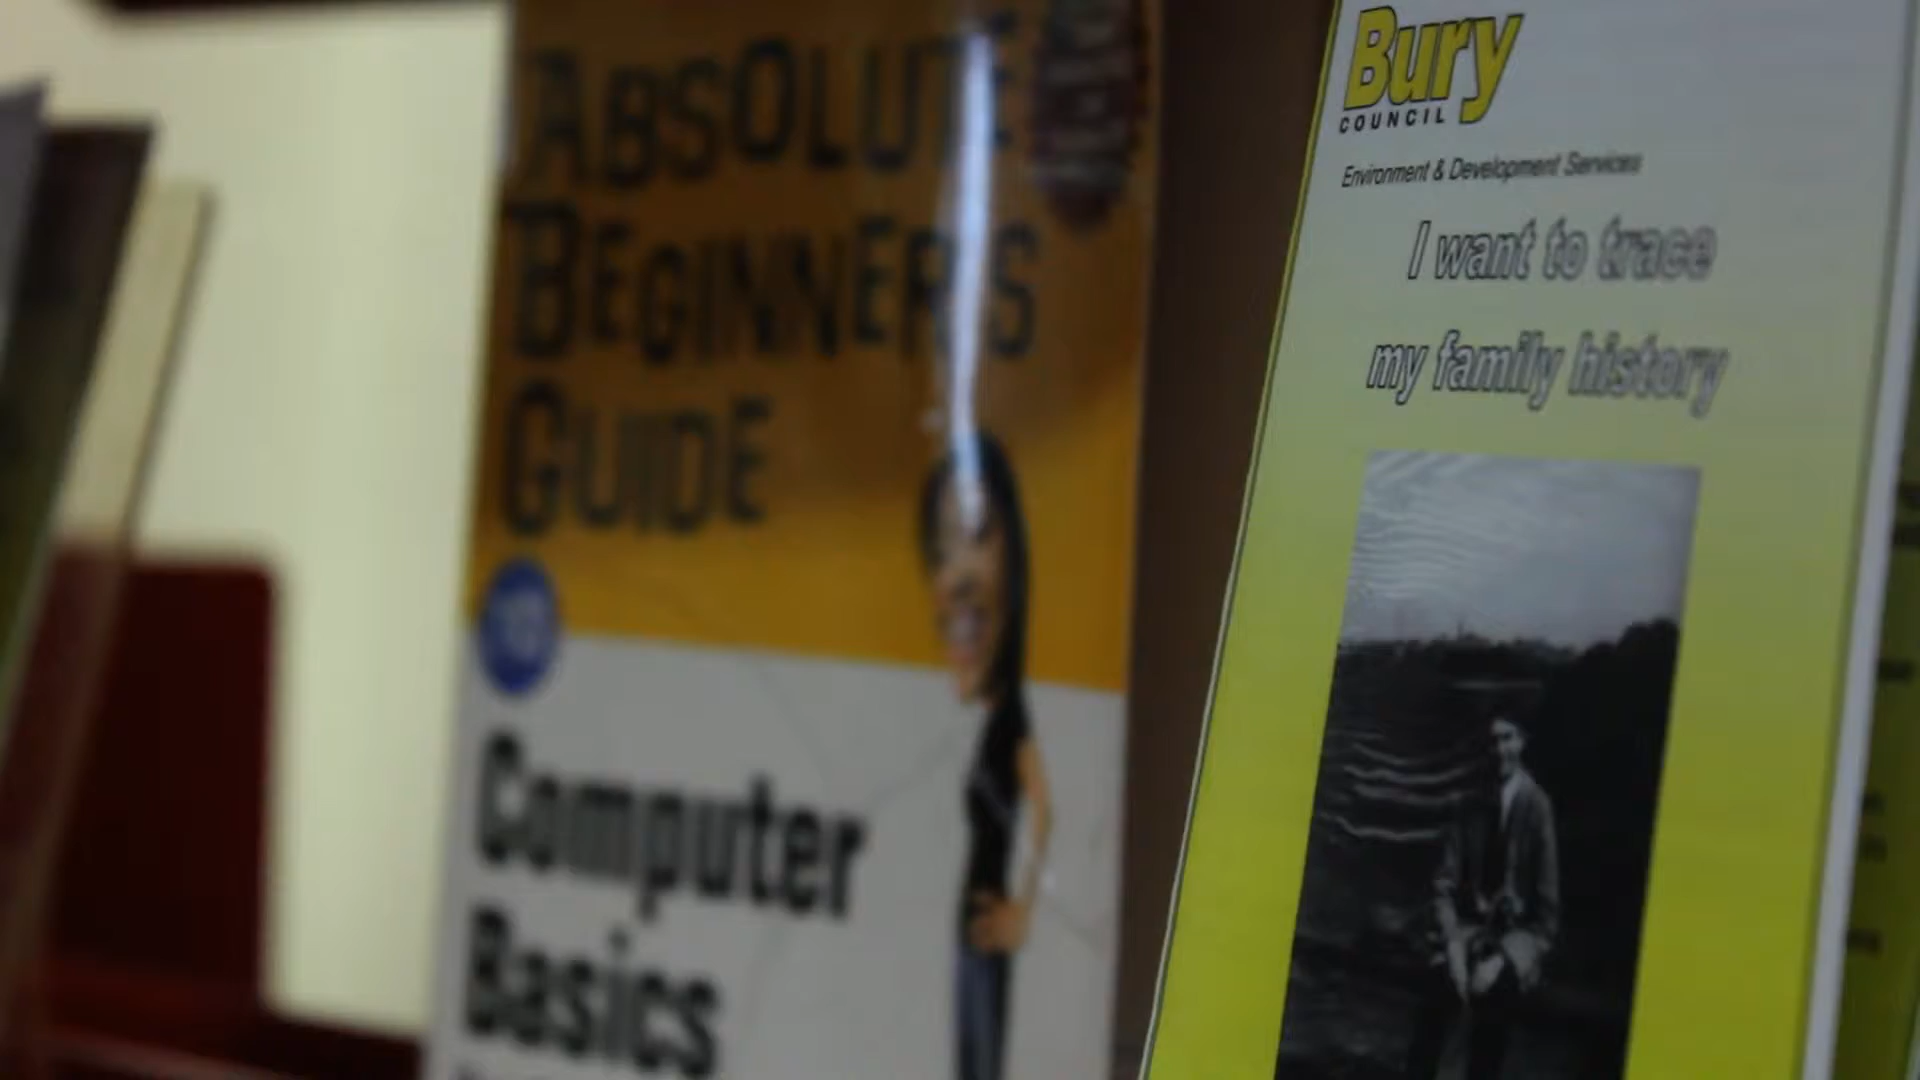 ABSOLUTE
BEGINNER'S
GUIDE
Computer
Basics
Bury
COUNCIL
Environment & Development Services
I want to trace
my family history